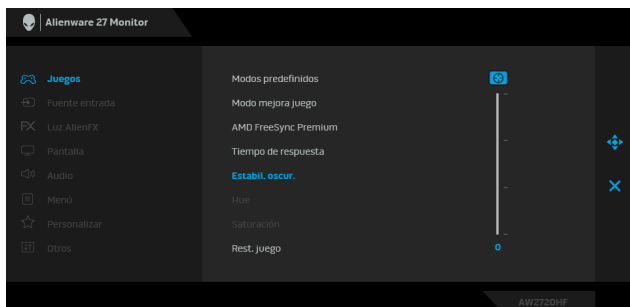 Alienware 27 Monitor
Juegos
Fuente entrada
Luz AlienFX
Pantalla
Audio
Menú
Personalizar
Otros
Modos predefinidos
Modo mejora juego
AMD FreeSync Premium
Tiempo de respuesta
Estabil. oscur.
Hue
Saturación
Rest. juego
0
AW2720HF